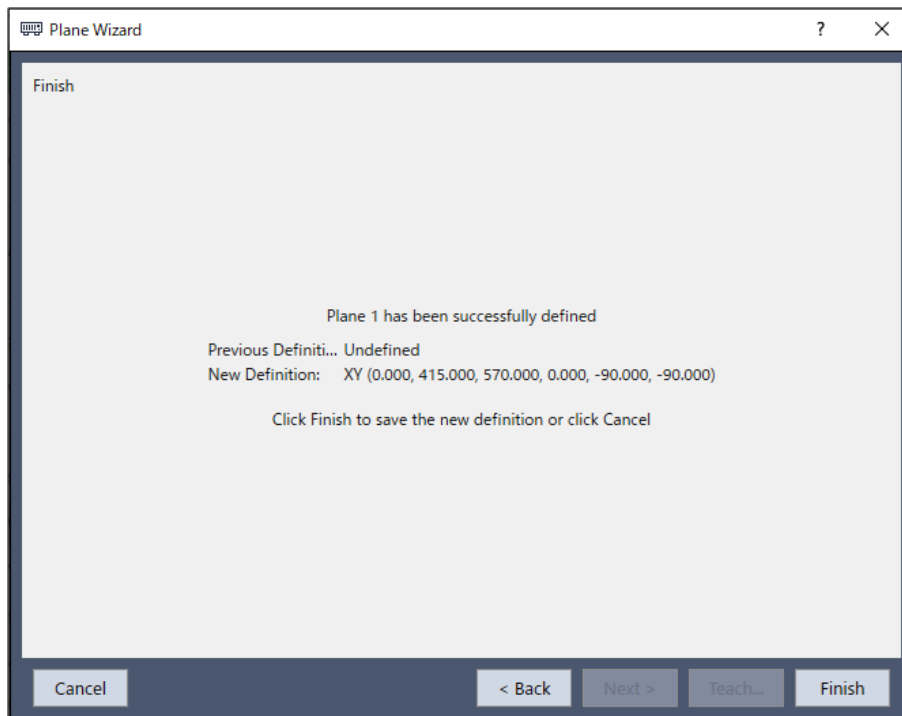 Plane Wizard
?
Finish
Plane 1 has been successfully defined
Previous Definiti... Undefined
New Definition: XY (0.000, 415.000, 570.000, 0.000, -90.000, -90.000)
Click Finish to save the new definition or click Cancel
Cancel
< Back
Next >
Teach...
Finish